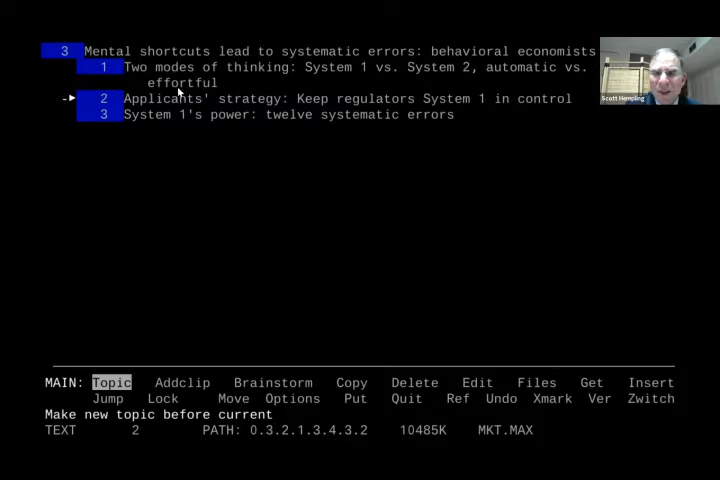 3 Mental shortcuts lead to systematic errors: behavioral economists
1 Two modes of thinking: System 1 vs. System 2, automatic vs.
effortful
2 Applicants' strategy: Keep regulators System 1 in control
3 System 1's power: twelve systematic errors
Scott Hempling
MAIN: Topic Addclip Brainstorm Copy Delete Edit Files Get Insert
Jump Lock Move Options Put Quit Ref Undo Xmark Ver Zwitch
Make new topic before current
TEXT 2 PATH: 0.3.2.1.3.4.3.2 10485K MKT.MAX